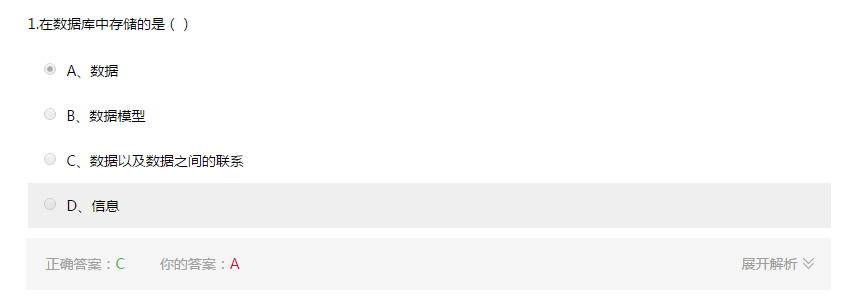 1.在数据库中存储的是（ ）
A、数据
B、数据模型
C、数据以及数据之间的联系
D、信息
正确答案：C 你的答案：A 展开解析